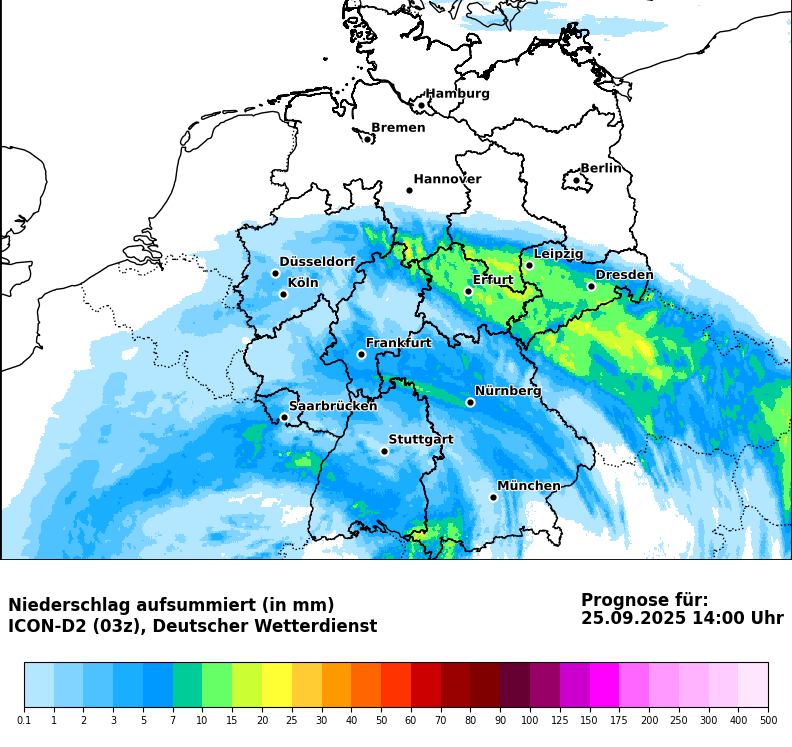 Hamburg
Bremen
Berlin
Hannover
Leipzig
Düsseldorf
Dresden
Köln
Erfurt
Frankfurt
Nürnberg
Saarbrücken
Stuttgart
München
Niederschlag aufsummiert (in mm)
ICON-D2 (03z), Deutscher Wetterdienst
Prognose für:
25.09.2025 14:00 Uhr
0.1 1 2 3 5 7 10 15 20 25 30 40 50 60 70 80 90 100 125 150 175 200 250 300 400 500